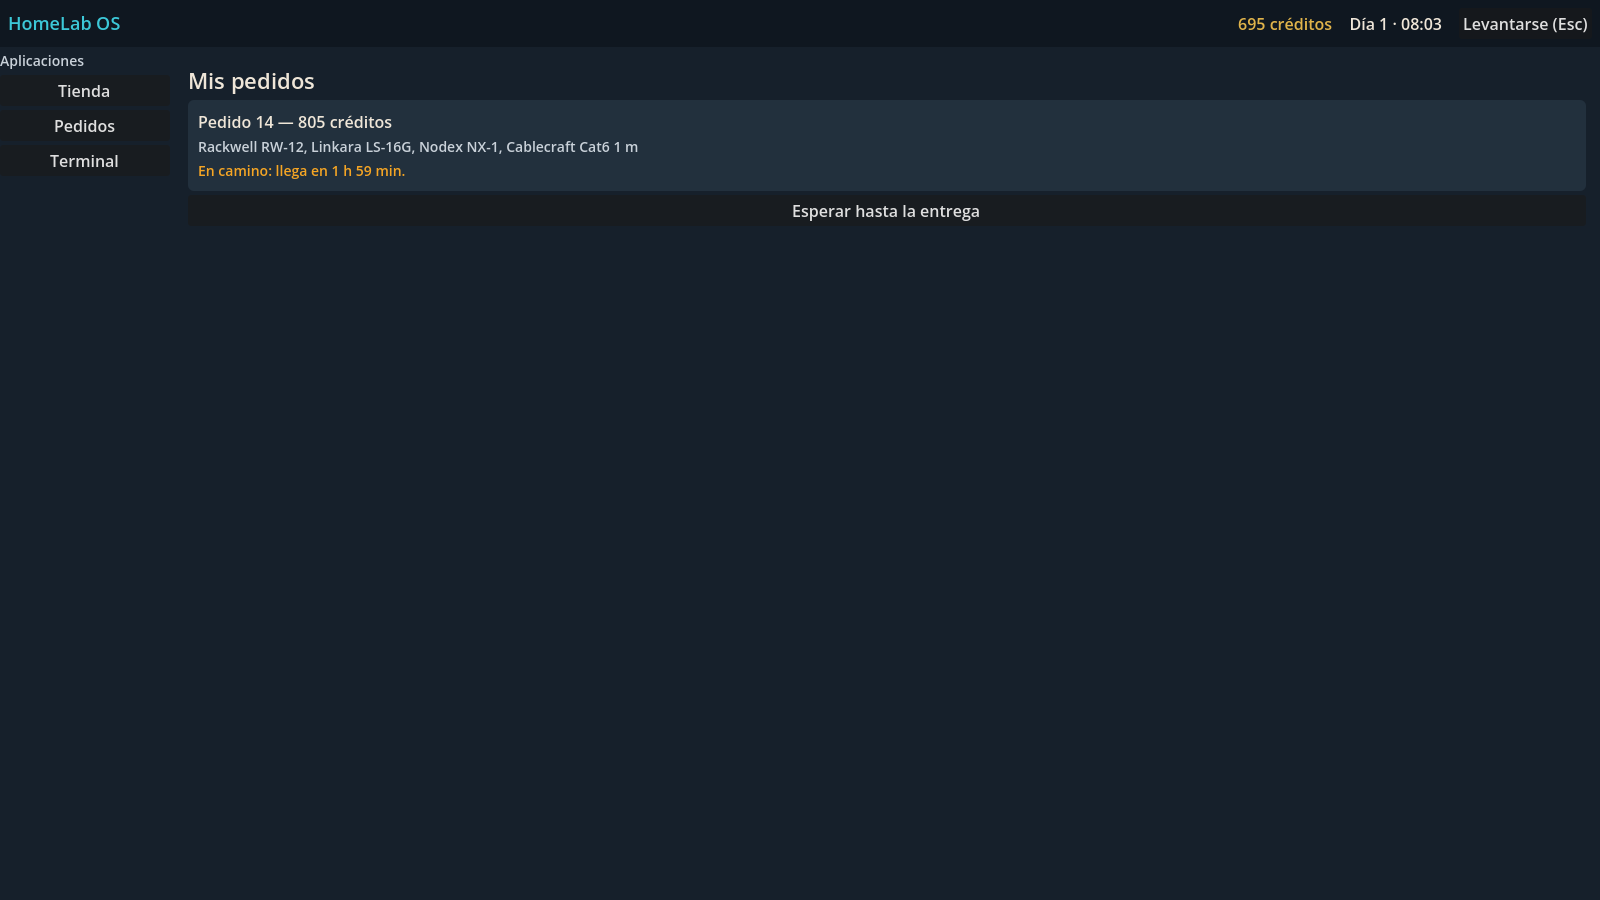 HomeLab OS
695 créditos
Día 1 · 08:03
Levantarse (Esc)
Aplicaciones
Tienda
Pedidos
Terminal
Mis pedidos
Pedido 14 — 805 créditos
Rackwell RW-12, Linkara LS-16G, Nodex NX-1, Cablecraft Cat6 1 m
En camino: llega en 1 h 59 min.
Esperar hasta la entrega